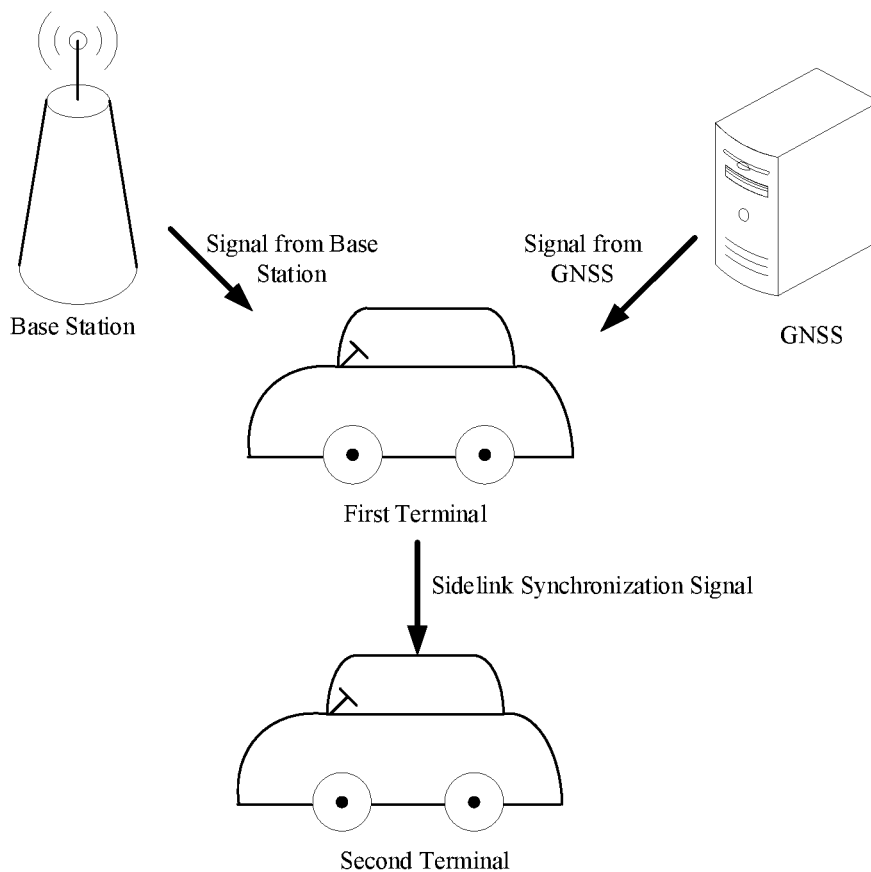 Signal from Base
Station
Signal from
GNSS
Base Station
GNSS
First Terminal
Sidelink Synchronization Signal
Second Terminal